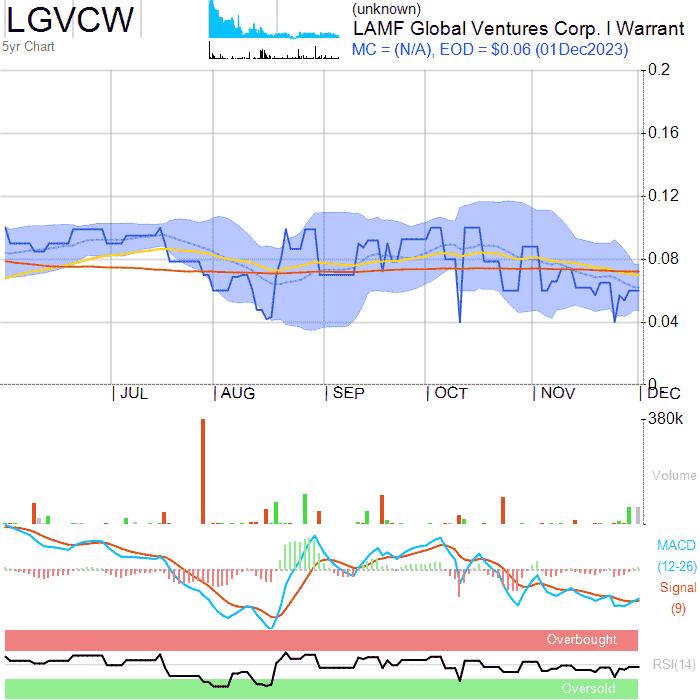 LGVCW
5yr Chart
(unknown)
LAMF Global Ventures Corp. I Warrant
MC = (N/A), EOD = $0.06 (01Dec2023)
0.2
0.16
0.12
0.08
0.04
0
JUL AUG SEP OCT NOV DEC
380k
Volume
MACD
(12-26)
Signal
(9)
Overbought
RSI(14)
Oversold